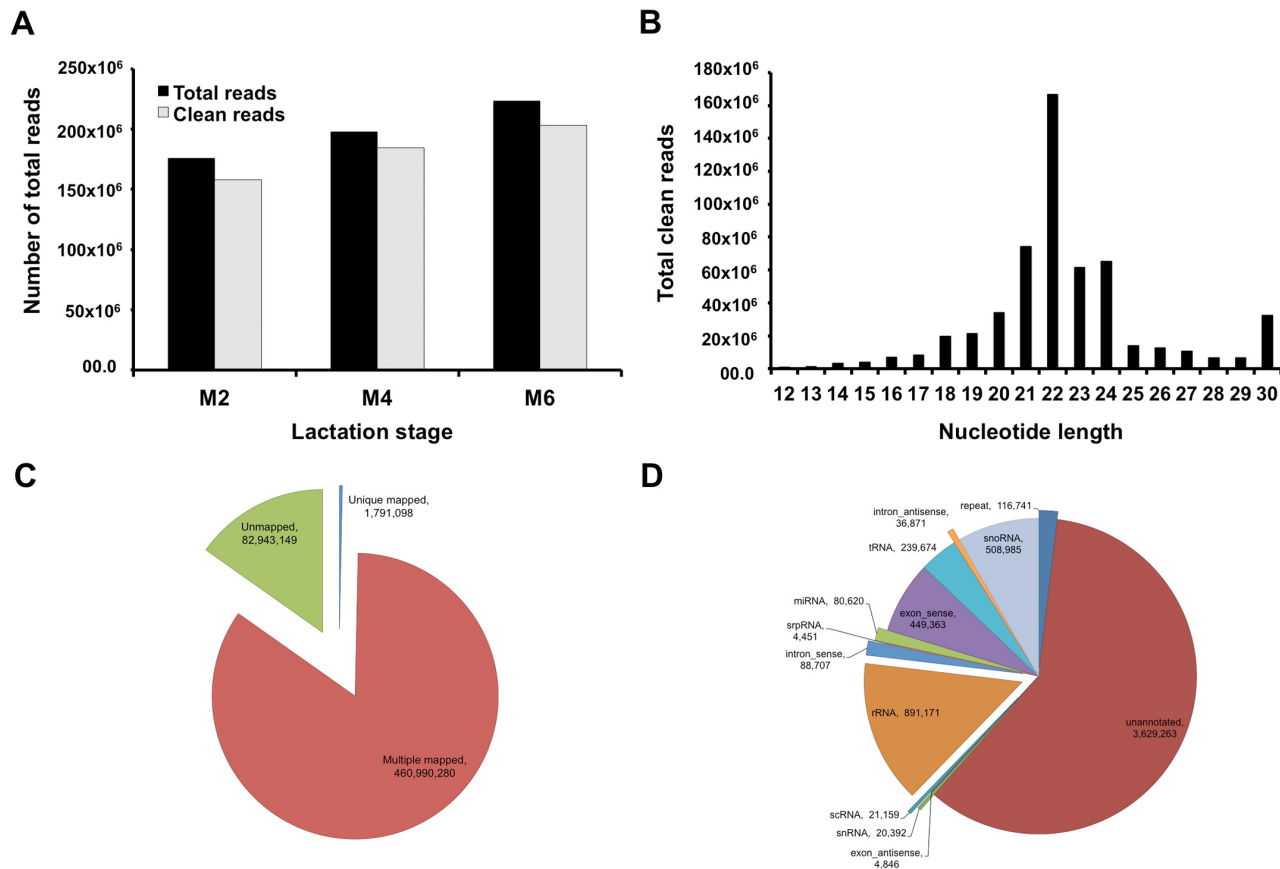 A
Number of total reads
250x10⁶
200x10⁶
150x10⁶
100x10⁶
50x10⁶
00.0
Total reads
Clean reads
M2 M4 M6
Lactation stage
B
Total clean reads
180x10⁶
160x10⁶
140x10⁶
120x10⁶
100x10⁶
80x10⁶
60x10⁶
40x10⁶
20x10⁶
00.0
12 13 14 15 16 17 18 19 20 21 22 23 24 25 26 27 28 29 30
Nucleotide length
C
Unique mapped,
1,791,098
Unmapped,
82,943,149
Multiple mapped,
460,990,280
D
repeat, 116,741
intron_antisense,
36,871
snoRNA,
508,985
tRNA, 239,674
miRNA, 80,620
exon_sense,
449,363
srpRNA,
4,451
intron_sense,
88,707
rRNA, 891,171
unannotated,
3,629,263
scRNA, 21,159
snRNA, 20,392
exon_antisense,
4,846